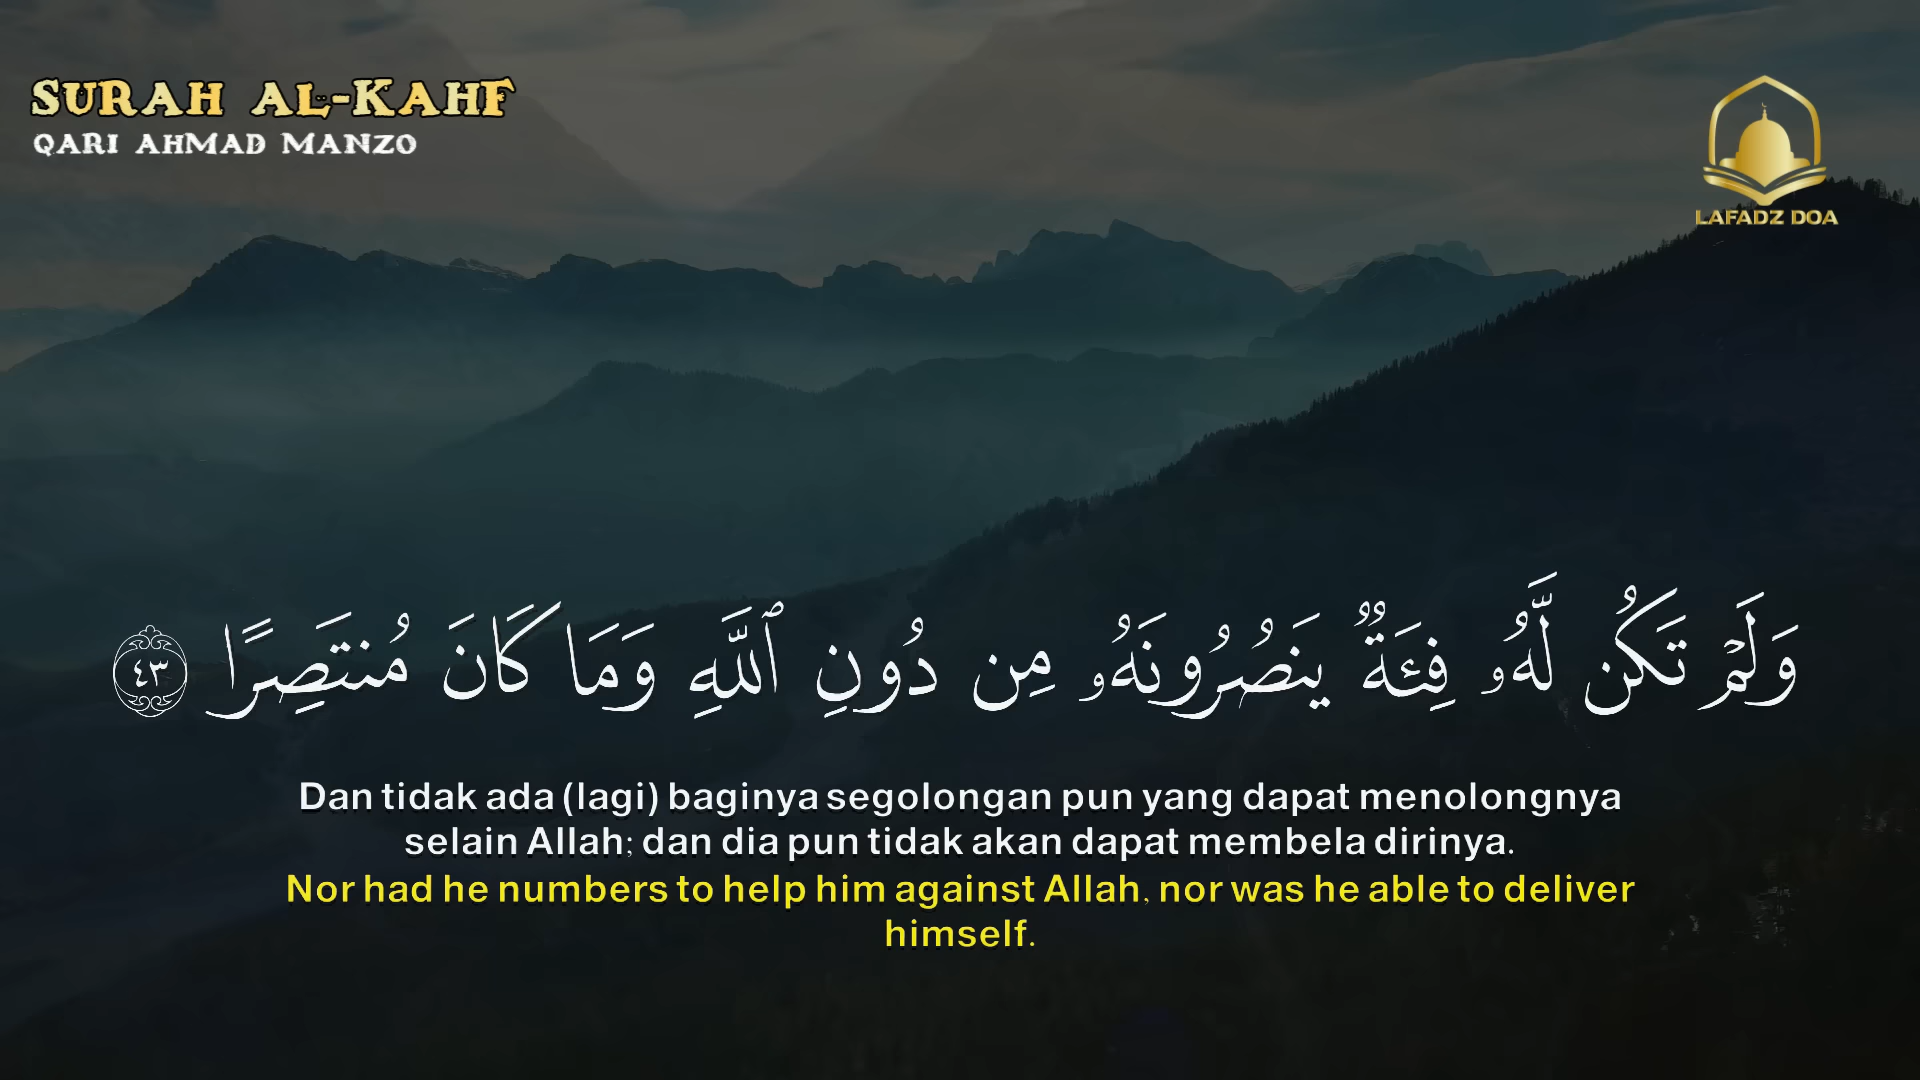 SURAH AL-KAHF
QARI AHMAD MANZO
LAFADZ DOA
وَلَمْ تَكُن لَّهُۥ فِئَةٌ يَنصُرُونَهُۥ مِن دُونِ ٱللَّهِ وَمَا كَانَ مُنتَصِرًا ٤٣
Dan tidak ada (lagi) baginya segolongan pun yang dapat menolongnya
selain Allah; dan dia pun tidak akan dapat membela dirinya.
Nor had he numbers to help him against Allah, nor was he able to deliver
himself.